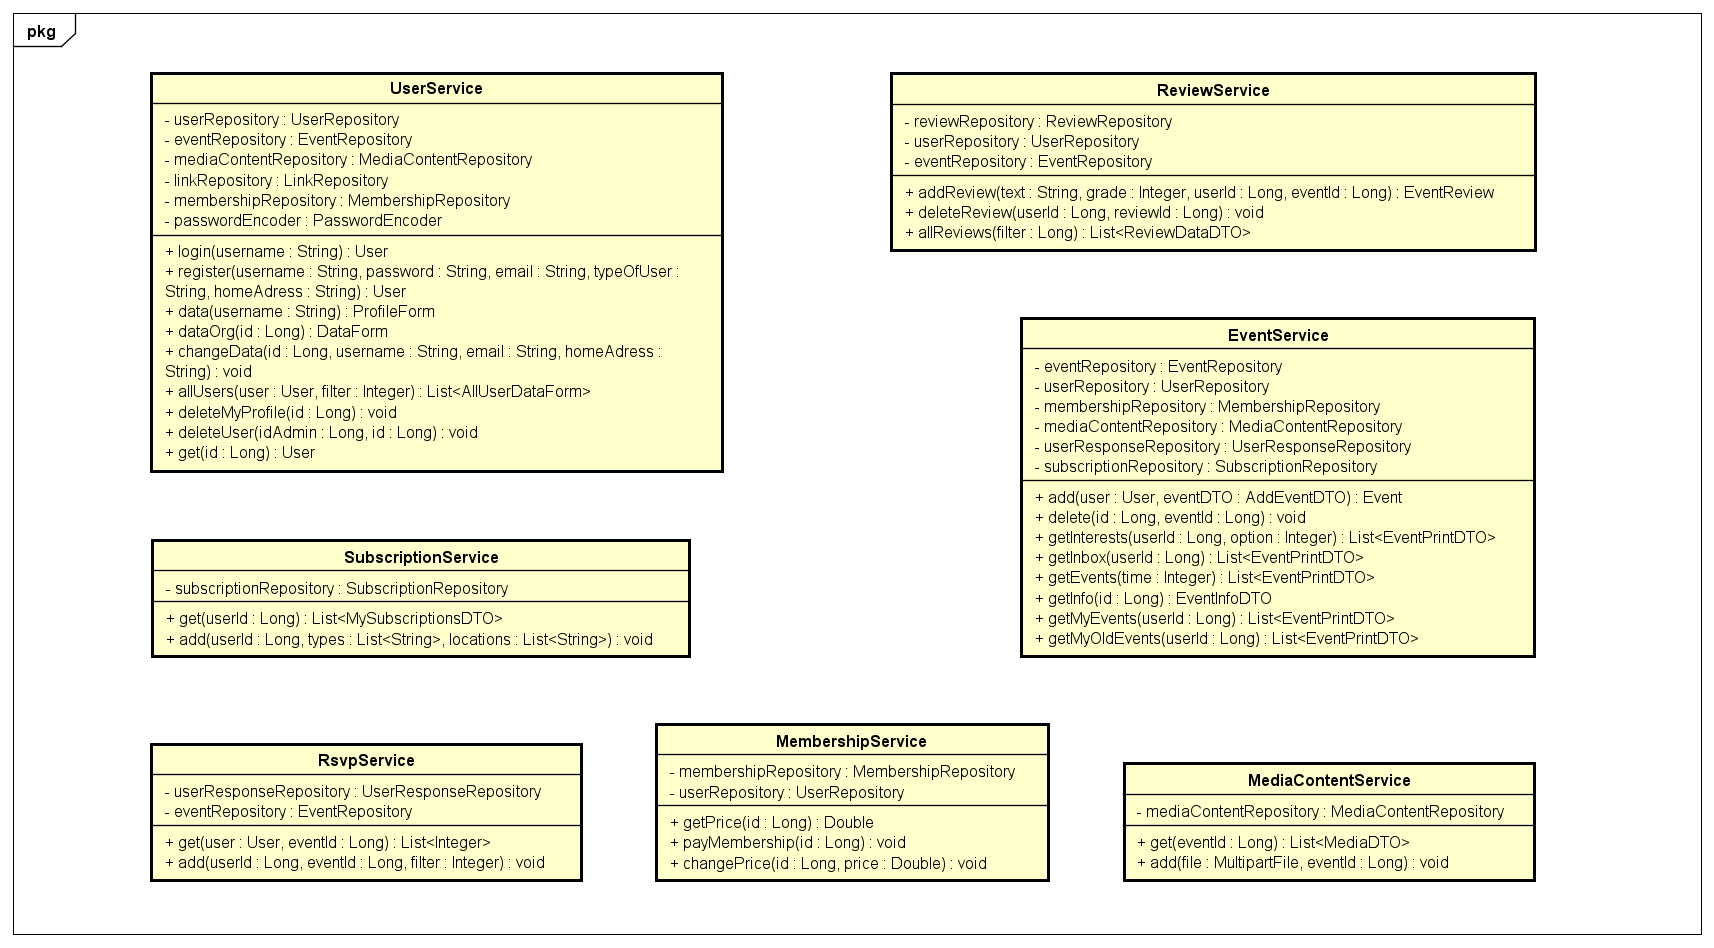 pkg
UserService
- userRepository : UserRepository
- eventRepository : EventRepository
- mediaContentRepository : MediaContentRepository
- linkRepository : LinkRepository
- membershipRepository : MembershipRepository
- passwordEncoder : PasswordEncoder
+ login(username : String) : User
+ register(username : String, password : String, email : String, typeOfUser :
String, homeAdress : String) : User
+ data(username : String) : ProfileForm
+ dataOrg(id : Long) : DataForm
+ changeData(id : Long, username : String, email : String, homeAdress :
String) : void
+ allUsers(user : User, filter : Integer) : List<AllUserDataForm>
+ deleteMyProfile(id : Long) : void
+ deleteUser(idAdmin : Long, id : Long) : void
+ get(id : Long) : User
ReviewService
- reviewRepository : ReviewRepository
- userRepository : UserRepository
- eventRepository : EventRepository
+ addReview(text : String, grade : Integer, userId : Long, eventId : Long) : EventReview
+ deleteReview(userId : Long, reviewId : Long) : void
+ allReviews(filter : Long) : List<ReviewDataDTO>
EventService
- eventRepository : EventRepository
- userRepository : UserRepository
- membershipRepository : MembershipRepository
- mediaContentRepository : MediaContentRepository
- userResponseRepository : UserResponseRepository
- subscriptionRepository : SubscriptionRepository
+ add(user : User, eventDTO : AddEventDTO) : Event
+ delete(id : Long, eventId : Long) : void
+ getInterests(userId : Long, option : Integer) : List<EventPrintDTO>
+ getInbox(userId : Long) : List<EventPrintDTO>
+ getEvents(time : Integer) : List<EventPrintDTO>
+ getInfo(id : Long) : EventInfoDTO
+ getMyEvents(userId : Long) : List<EventPrintDTO>
+ getMyOldEvents(userId : Long) : List<EventPrintDTO>
SubscriptionService
- subscriptionRepository : SubscriptionRepository
+ get(userId : Long) : List<MySubscriptionsDTO>
+ add(userId : Long, types : List<String>, locations : List<String>) : void
RsvpService
- userResponseRepository : UserResponseRepository
- eventRepository : EventRepository
+ get(user : User, eventId : Long) : List<Integer>
+ add(userId : Long, eventId : Long, filter : Integer) : void
MembershipService
- membershipRepository : MembershipRepository
- userRepository : UserRepository
+ getPrice(id : Long) : Double
+ payMembership(id : Long) : void
+ changePrice(id : Long, price : Double) : void
MediaContentService
- mediaContentRepository : MediaContentRepository
+ get(eventId : Long) : List<MediaDTO>
+ add(file : MultipartFile, eventId : Long) : void